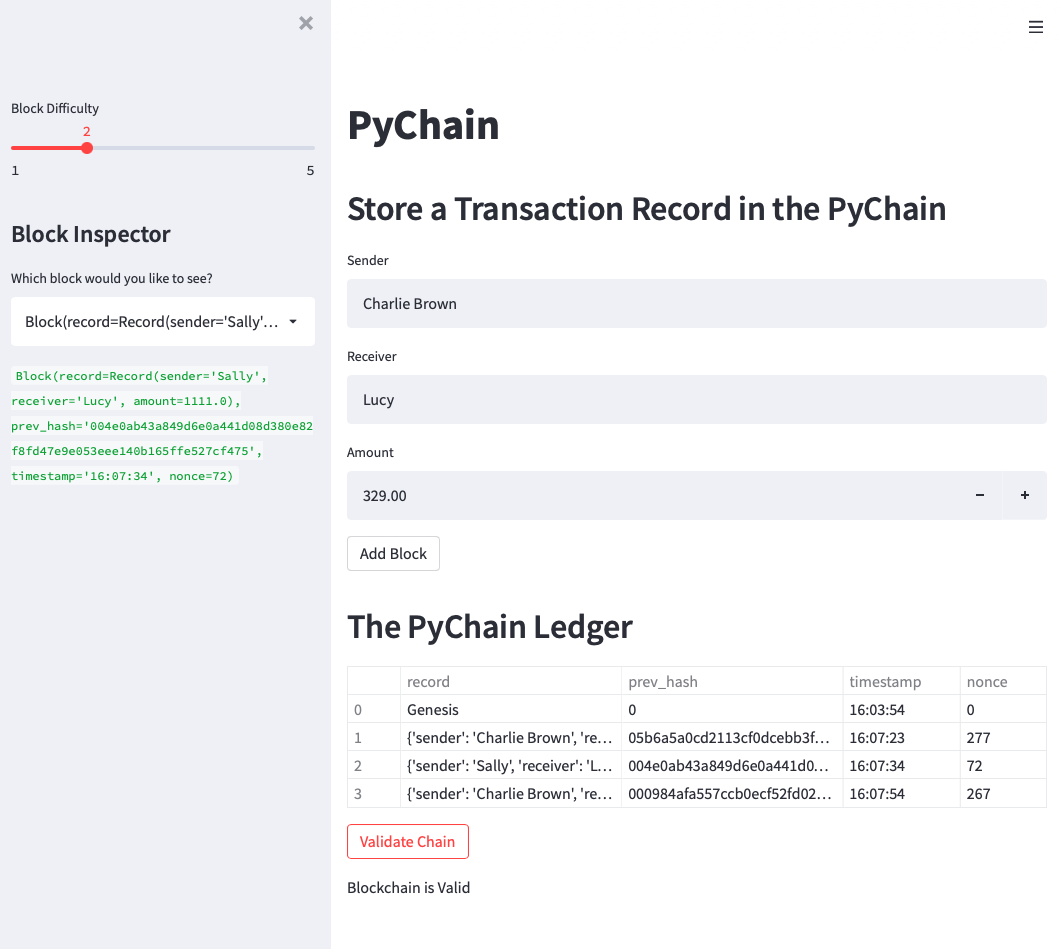 ×
Block Difficulty
2
1 5
Block Inspector
Which block would you like to see?
Block(record=Record(sender='Sally'...
Block(record=Record(sender='Sally',
receiver='Lucy', amount=1111.0),
prev_hash='004e0ab43a849d6e0a441d08d380e82
f8fd47e9e053eee140b165ffe527cf475',
timestamp='16:07:34', nonce=72)
PyChain
Store a Transaction Record in the PyChain
Sender
Charlie Brown
Receiver
Lucy
Amount
329.00 − +
Add Block
The PyChain Ledger
record prev_hash timestamp nonce
0 Genesis 0 16:03:54 0
1 {'sender': 'Charlie Brown', 're... 05b6a5a0cd2113cf0dcebb3f... 16:07:23 277
2 {'sender': 'Sally', 'receiver': 'L... 004e0ab43a849d6e0a441d0... 16:07:34 72
3 {'sender': 'Charlie Brown', 're... 000984afa557ccb0ecf52fd02... 16:07:54 267
Validate Chain
Blockchain is Valid